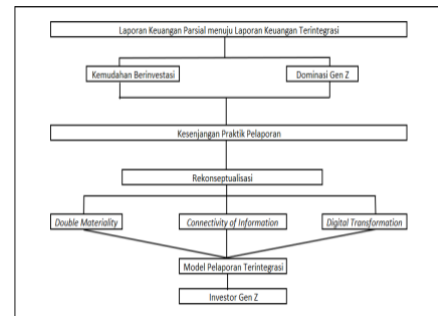 Laporan Keuangan Parsial menuju Laporan Keuangan Terintegrasi
Kemudahan Berinvestasi
Dominasi Gen Z
Kesenjangan Praktik Pelaporan
Rekonseptualisasi
Double Materiality
Connectivity of Information
Digital Transformation
Model Pelaporan Terintegrasi
Investor Gen Z